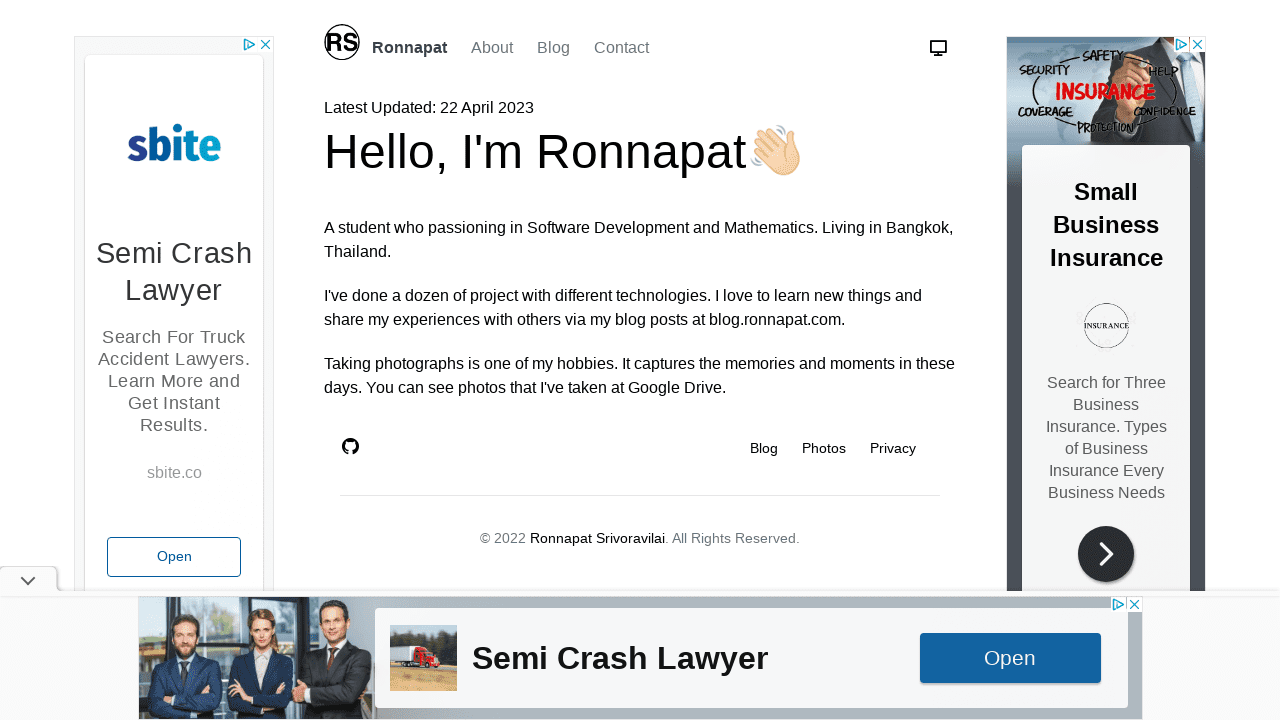 RS
Ronnapat
About
Blog
Contact
Latest Updated: 22 April 2023
Hello, I'm Ronnapat👋🏻
A student who passioning in Software Development and Mathematics. Living in Bangkok,
Thailand.
I've done a dozen of project with different technologies. I love to learn new things and
share my experiences with others via my blog posts at blog.ronnapat.com.
Taking photographs is one of my hobbies. It captures the memories and moments in these
days. You can see photos that I've taken at Google Drive.
Blog
Photos
Privacy
© 2022 Ronnapat Srivoravilai. All Rights Reserved.
sbite
Semi Crash
Lawyer
Search For Truck
Accident Lawyers.
Learn More and
Get Instant
Results.
sbite.co
Open
SAFETY
SECURITY
HELP
INSURANCE
COVERAGE
CONFIDENCE
PROTECTION
Small
Business
Insurance
INSURANCE
Search for Three
Business
Insurance. Types
of Business
Insurance Every
Business Needs
Semi Crash Lawyer
Open